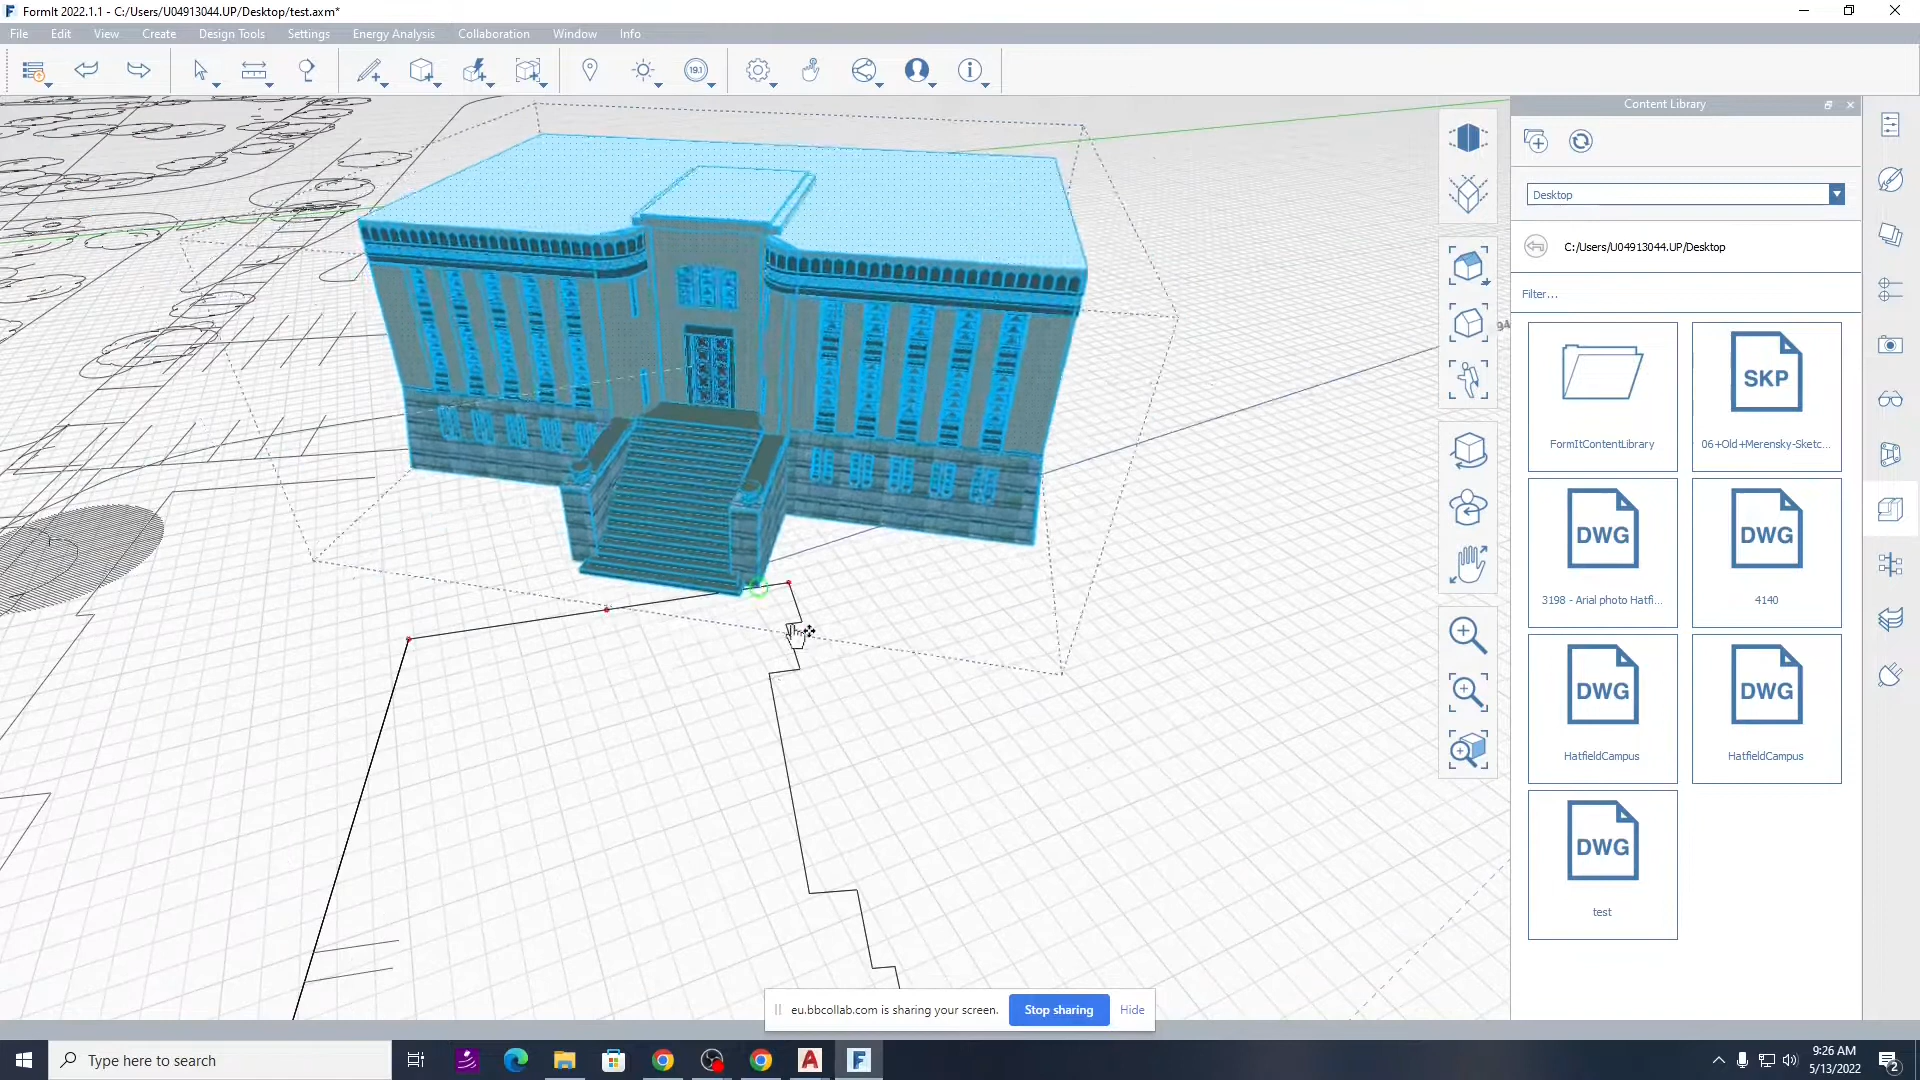 FormIt 2022.1.1 - C:/Users/U04913044.UP/Desktop/test.axm*
File Edit View Create Design Tools Settings Energy Analysis Collaboration Window Info
19.1
Content Library
Desktop
C:/Users/U04913044.UP/Desktop
Filter...
SKP
FormItContentLibrary
06+Old+Merensky-Sketc...
DWG
DWG
3198 - Arial photo Hatfi...
4140
DWG
DWG
HatfieldCampus
HatfieldCampus
DWG
test
eu.bbcollab.com is sharing your screen.
Stop sharing
Hide
Type here to search
9:26 AM
5/13/2022
2